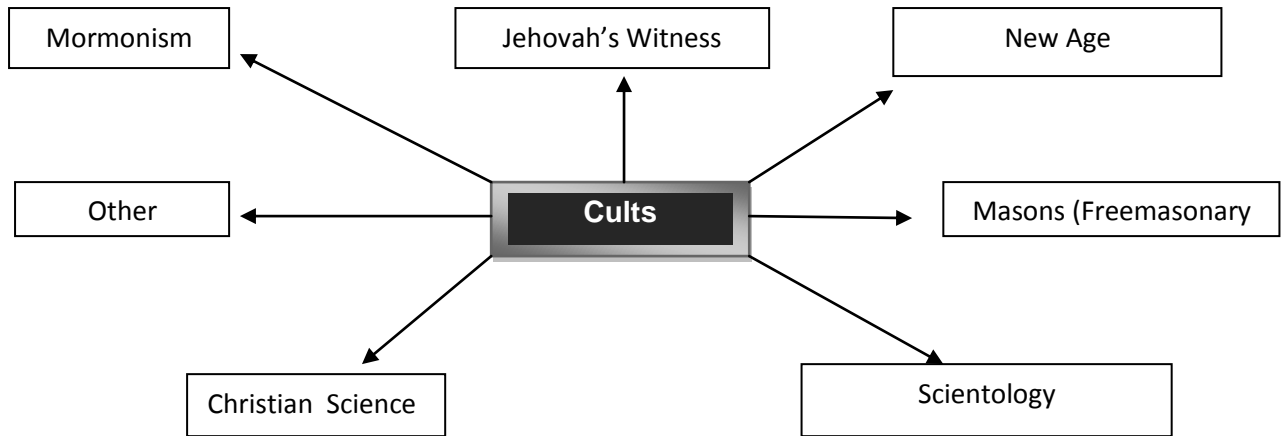 Mormonism
Jehovah’s Witness
New Age
Other
Cults
Masons (Freemasonary
Christian Science
Scientology